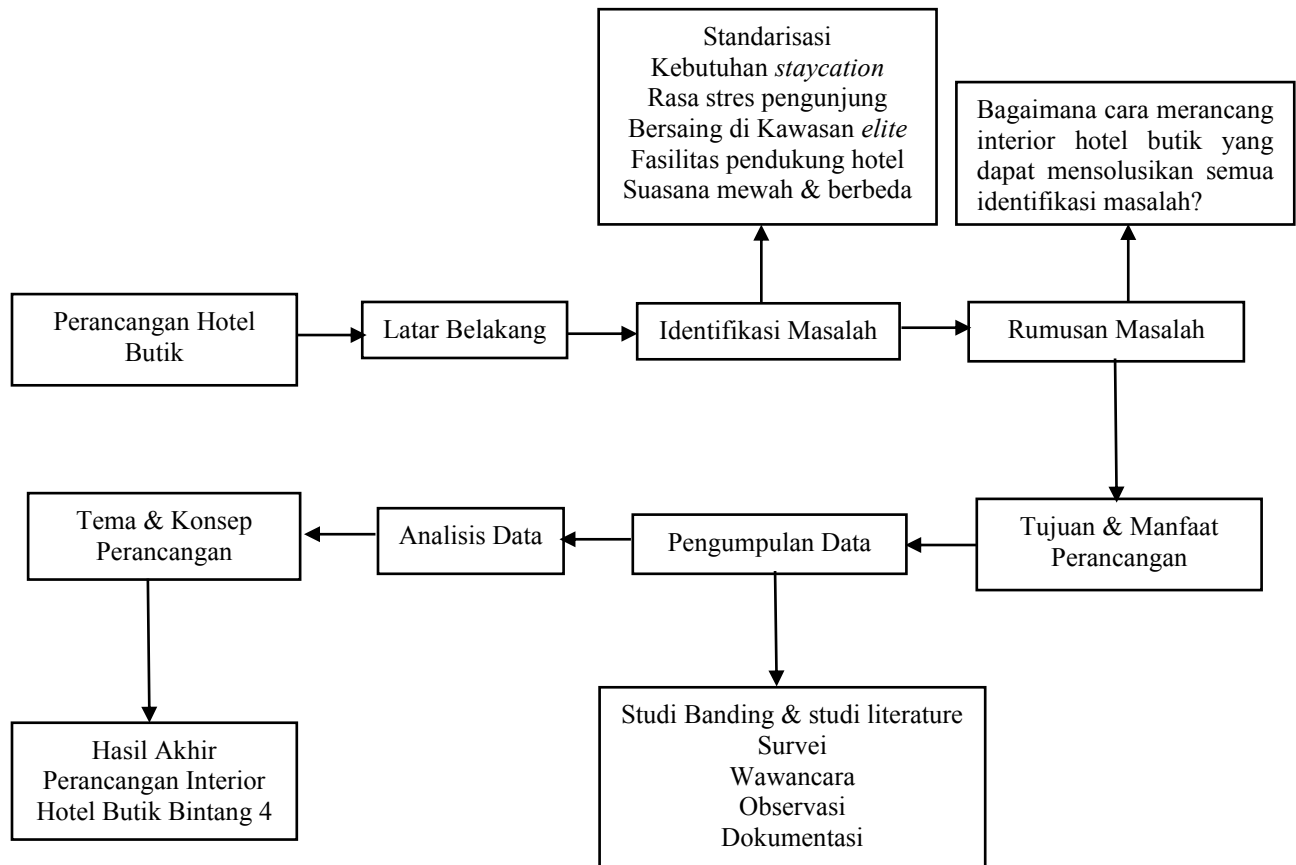 Standarisasi
Kebutuhan staycation
Rasa stres pengunjung
Bersaing di Kawasan elite
Fasilitas pendukung hotel
Suasana mewah & berbeda
Bagaimana cara merancang
interior hotel butik yang
dapat mensolusikan semua
identifikasi masalah?
Perancangan Hotel
Butik
Latar Belakang
Identifikasi Masalah
Rumusan Masalah
Tujuan & Manfaat
Perancangan
Pengumpulan Data
Analisis Data
Tema & Konsep
Perancangan
Studi Banding & studi literature
Survei
Wawancara
Observasi
Dokumentasi
Hasil Akhir
Perancangan Interior
Hotel Butik Bintang 4